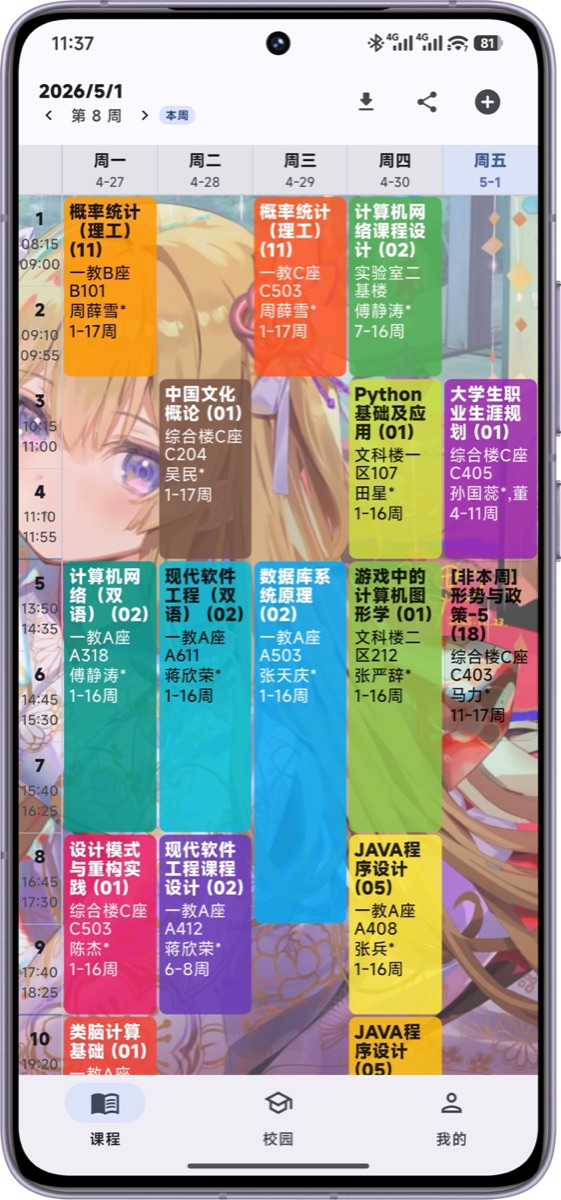 11:37
4G 4G 81
2026/5/1
第 8 周
本周
周一 周二 周三 周四 周五
4-27 4-28 4-29 4-30 5-1
1
08:15
09:00
2
09:10
09:55
3
10:15
11:00
4
11:10
11:55
5
13:50
14:35
6
14:45
15:30
7
15:40
16:25
8
16:45
17:30
9
17:40
18:25
10
19:20
概率统计
（理工）
(11)
一教B座
B101
周薛雪*
1-17周
计算机网
络（双
语）(02)
一教A座
A318
傅静涛*
1-16周
设计模式
与重构实
践 (01)
综合楼C座
C503
陈杰*
1-16周
类脑计算
基础 (01)
一教A座
中国文化
概论 (01)
综合楼C座
C204
吴民*
1-17周
现代软件
工程（双
语）(02)
一教A座
A611
蒋欣荣*
1-16周
现代软件
工程课程
设计 (02)
一教A座
A412
蒋欣荣*
6-8周
概率统计
（理工）
(11)
一教C座
C503
周薛雪*
1-17周
数据库系
统原理
(02)
一教A座
A503
张天庆*
1-16周
计算机网
络课程设
计 (02)
实验室二
基楼
傅静涛*
7-16周
Python
基础及应
用 (01)
文科楼一
区107
田星*
1-16周
游戏中的
计算机图
形学 (01)
文科楼二
区212
张严辞*
1-16周
JAVA程
序设计
(05)
一教A座
A408
张兵*
1-16周
JAVA程
序设计
(05)
大学生职
业生涯规
划 (01)
综合楼C座
C405
孙国蕊*,董
4-11周
[非本周]
形势与政
策-5
(18)
综合楼C座
C403
马力*
11-17周
课程 校园 我的